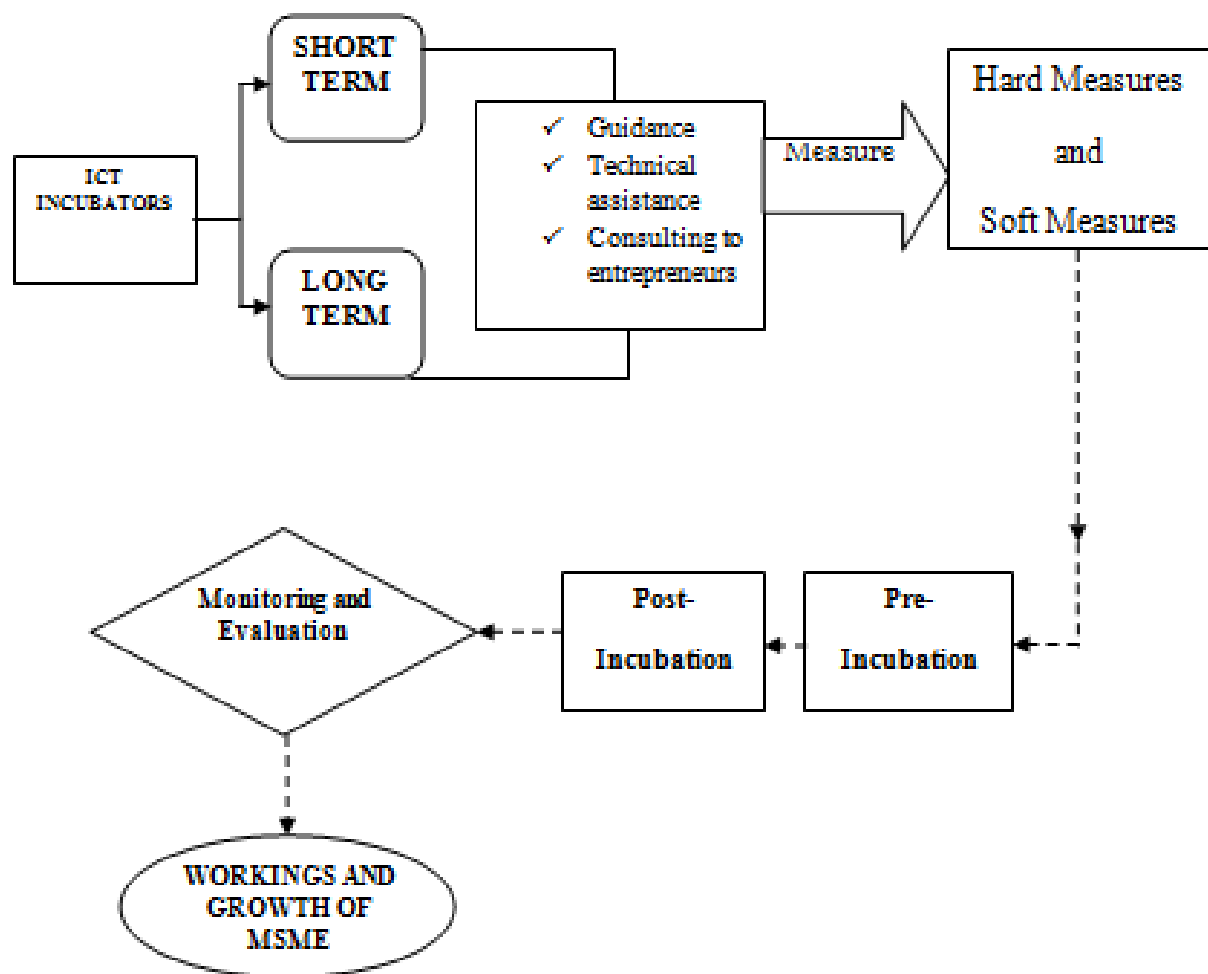 SHORT
TERM
ICT
INCUBATORS
LONG
TERM
✓ Guidance
✓ Technical
assistance
✓ Consulting to
entrepreneurs
Measure
Hard Measures
and
Soft Measures
Monitoring and
Evaluation
Post-
Incubation
Pre-
Incubation
WORKINGS AND
GROWTH OF
MSME